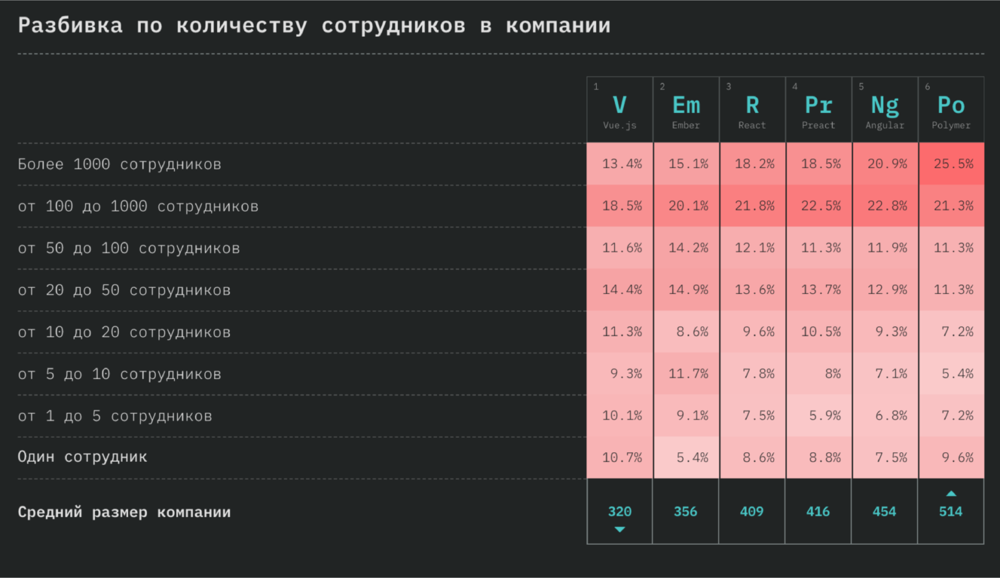 Разбивка по количеству сотрудников в компании
1 2 3 4 5 6
V Em R Pr Ng Po
Vue.js Ember React Preact Angular Polymer
Более 1000 сотрудников 13.4% 15.1% 18.2% 18.5% 20.9% 25.5%
от 100 до 1000 сотрудников 18.5% 20.1% 21.8% 22.5% 22.8% 21.3%
от 50 до 100 сотрудников 11.6% 14.2% 12.1% 11.3% 11.9% 11.3%
от 20 до 50 сотрудников 14.4% 14.9% 13.6% 13.7% 12.9% 11.3%
от 10 до 20 сотрудников 11.3% 8.6% 9.6% 10.5% 9.3% 7.2%
от 5 до 10 сотрудников 9.3% 11.7% 7.8% 8% 7.1% 5.4%
от 1 до 5 сотрудников 10.1% 9.1% 7.5% 5.9% 6.8% 7.2%
Один сотрудник 10.7% 5.4% 8.6% 8.8% 7.5% 9.6%
Средний размер компании 320 356 409 416 454 514